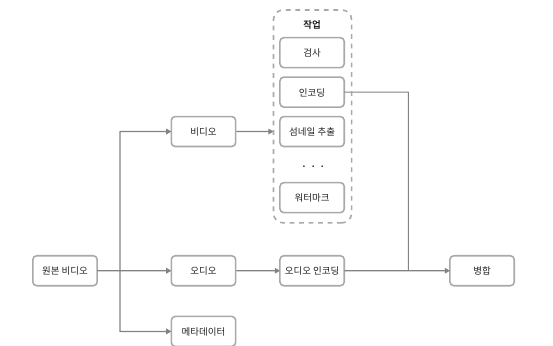 작업
검사
인코딩
비디오
섬네일 추출
. . .
워터마크
원본 비디오
오디오
오디오 인코딩
병합
메타데이터